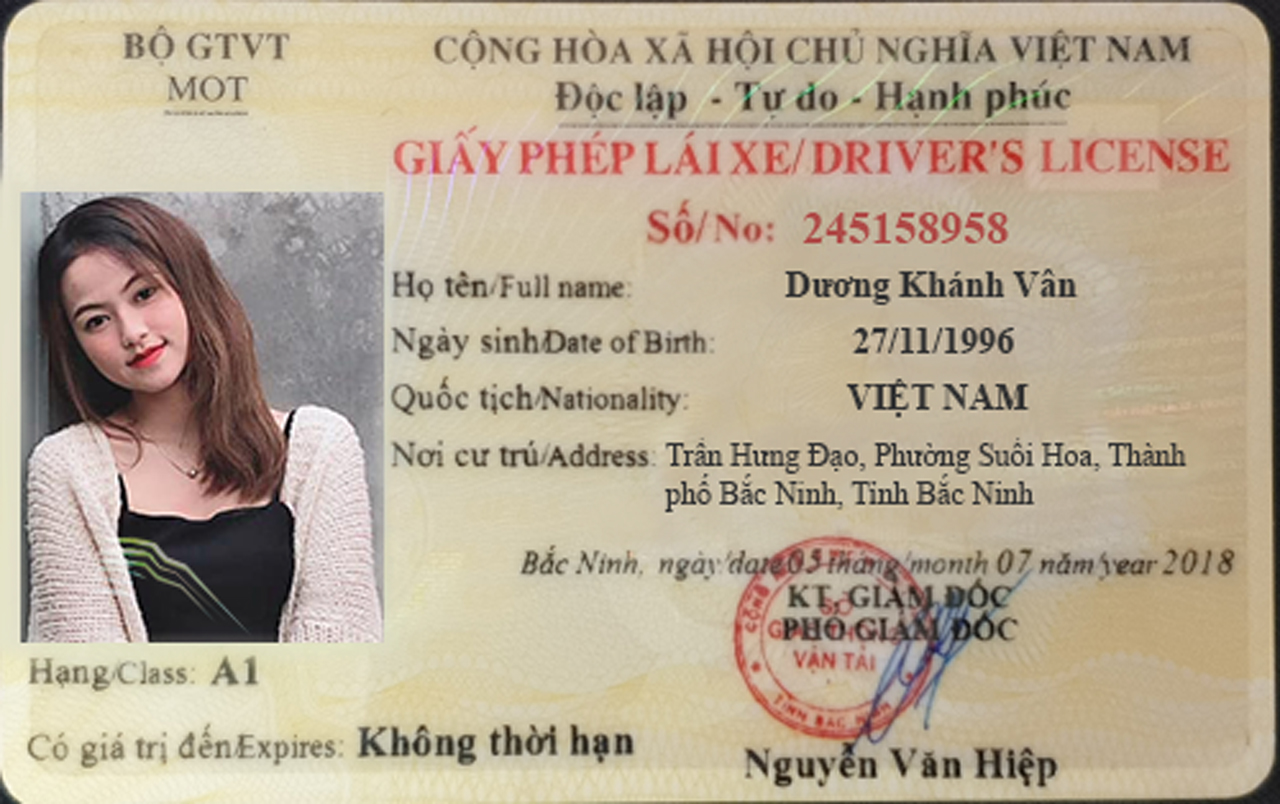 BỘ GTVT
MOT
CỘNG HÒA XÃ HỘI CHỦ NGHĨA VIỆT NAM
Độc lập - Tự do - Hạnh phúc
GIẤY PHÉP LÁI XE/ DRIVER'S LICENSE
Số/No: 245158958
Họ tên/Full name: Dương Khánh Vân
Ngày sinh/Date of Birth: 27/11/1996
Quốc tịch/Nationality: VIỆT NAM
Nơi cư trú/Address: Trần Hưng Đạo, Phường Suối Hoa, Thành
phố Bắc Ninh, Tỉnh Bắc Ninh
Bắc Ninh, ngày/date 05 tháng/month 07 năm/year 2018
KT, GIÁM ĐỐC
PHÓ GIÁM ĐỐC
SỞ
VẬN TẢI
TỈNH BẮC NINH
Nguyễn Văn Hiệp
Hạng/Class: A1
Có giá trị đến/Expires: Không thời hạn